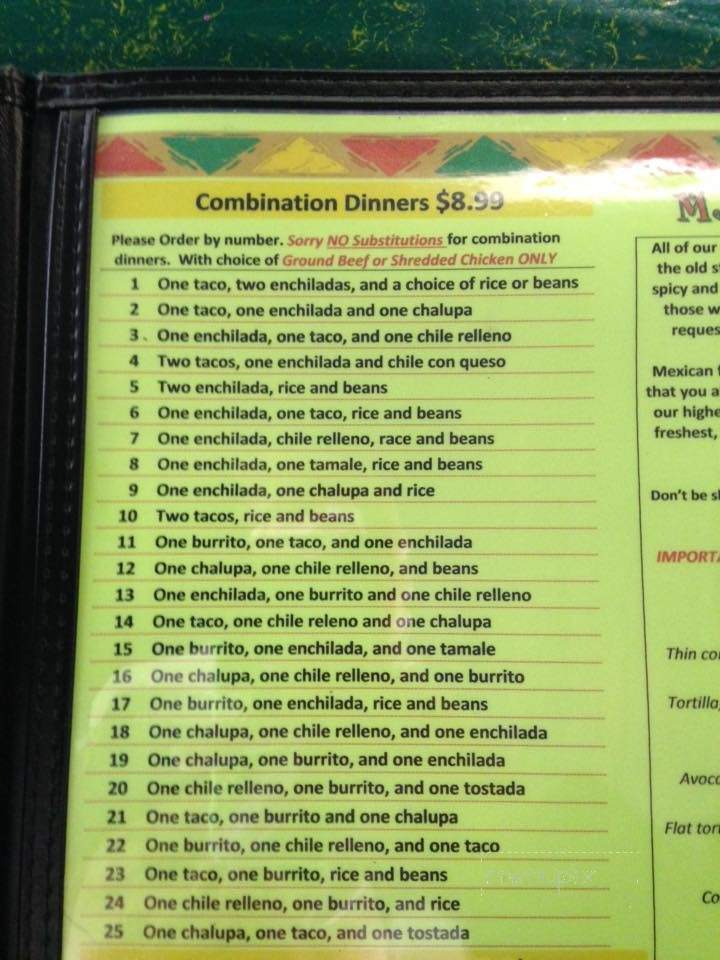 Combination Dinners $8.99
Please Order by number. Sorry NO Substitutions for combination
dinners. With choice of Ground Beef or Shredded Chicken ONLY
1 One taco, two enchiladas, and a choice of rice or beans
2 One taco, one enchilada and one chalupa
3 One enchilada, one taco, and one chile relleno
4 Two tacos, one enchilada and chile con queso
5 Two enchilada, rice and beans
6 One enchilada, one taco, rice and beans
7 One enchilada, chile relleno, race and beans
8 One enchilada, one tamale, rice and beans
9 One enchilada, one chalupa and rice
10 Two tacos, rice and beans
11 One burrito, one taco, and one enchilada
12 One chalupa, one chile relleno, and beans
13 One enchilada, one burrito and one chile relleno
14 One taco, one chile releno and one chalupa
15 One burrito, one enchilada, and one tamale
16 One chalupa, one chile relleno, and one burrito
17 One burrito, one enchilada, rice and beans
18 One chalupa, one chile relleno, and one enchilada
19 One chalupa, one burrito, and one enchilada
20 One chile relleno, one burrito, and one tostada
21 One taco, one burrito and one chalupa
22 One burrito, one chile relleno, and one taco
23 One taco, one burrito, rice and beans
24 One chile relleno, one burrito, and rice
25 One chalupa, one taco, and one tostada
All of our
the old s
spicy and
those w
reques
Mexican
that you a
our highe
freshest,
Don't be sl
IMPORTA
Thin co
Tortilla,
Avoc
Flat tor
Co